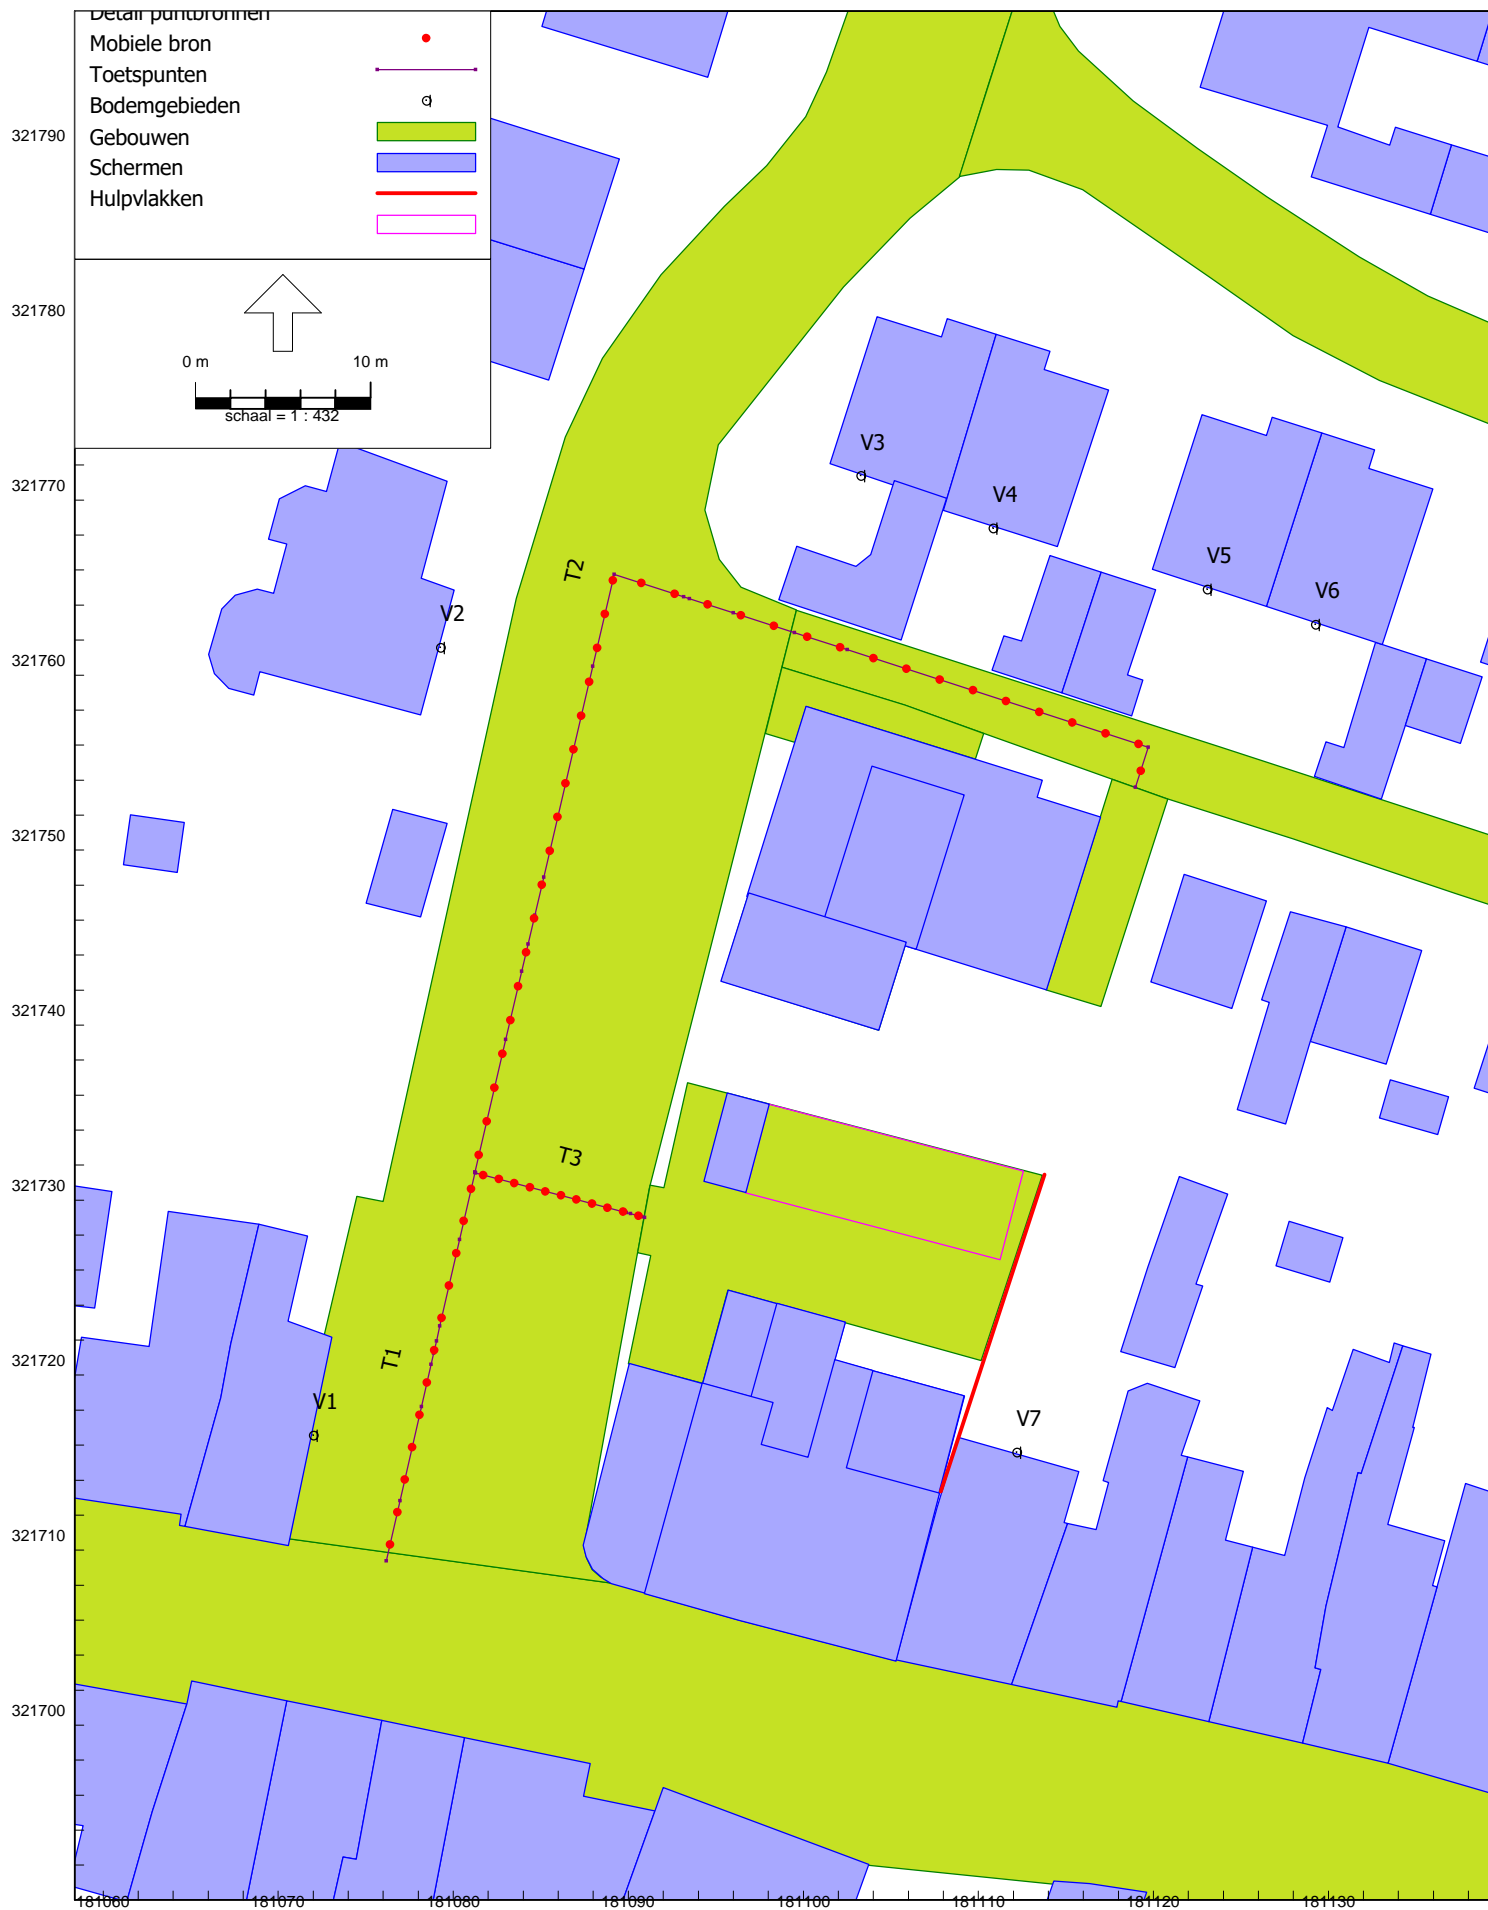 Detail puntbronnen
Mobiele bron
Toetspunten
Bodemgebieden
Gebouwen
Schermen
Hulpvlakken
0 m 10 m
schaal = 1 : 432
321790
321780
321770
321760
321750
321740
321730
321720
321710
321700
V3
V4
V5
V6
T2
V2
T3
T1
V1
V7
181060 181070 181080 181090 181100 181110 181120 181130